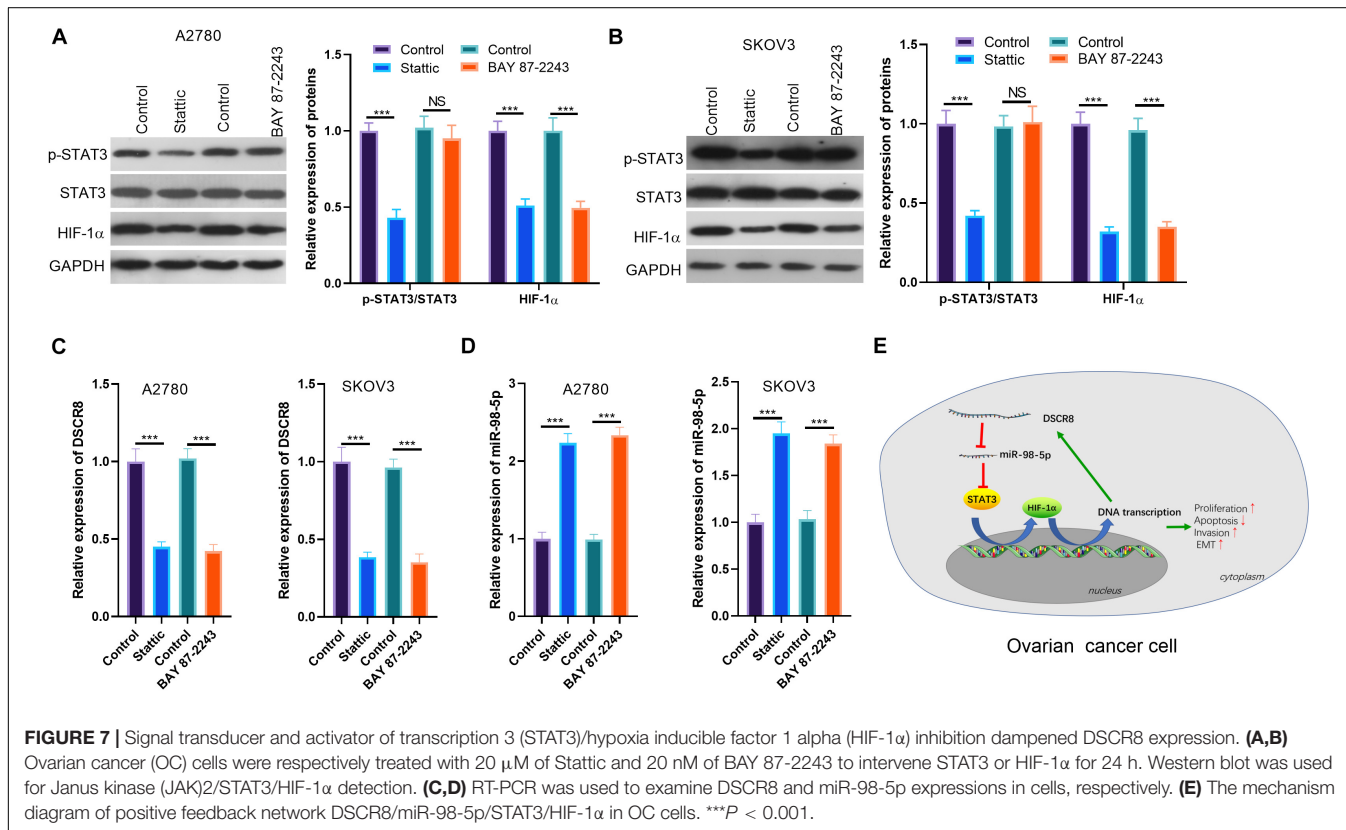 A
A2780
Control
Stattic
Control
BAY 87-2243
p-STAT3
STAT3
HIF-1α
GAPDH
Control
Control
Stattic
BAY 87-2243
Relative expression of proteins
1.5
1.0
0.5
0.0
***
NS
***
***
p-STAT3/STAT3
HIF-1α
B
SKOV3
Control
Stattic
Control
BAY 87-2243
p-STAT3
STAT3
HIF-1α
GAPDH
Control
Control
Stattic
BAY 87-2243
Relative expression of proteins
1.5
1.0
0.5
0.0
***
NS
***
***
p-STAT3/STAT3
HIF-1α
C
A2780
Relative expression of DSCR8
1.5
1.0
0.5
0.0
***
***
Control
Stattic
Control
BAY 87-2243
SKOV3
Relative expression of DSCR8
1.5
1.0
0.5
0.0
***
***
Control
Stattic
Control
BAY 87-2243
D
A2780
Relative expression of miR-98-5p
3
2
1
0
***
***
Control
Stattic
Control
BAY 87-2243
SKOV3
Relative expression of miR-98-5p
2.5
2.0
1.5
1.0
0.5
0.0
***
***
Control
Stattic
Control
BAY 87-2243
E
DSCR8
miR-98-5p
STAT3
HIF-1α
DNA transcription
Proliferation ↑
Apoptosis ↓
Invasion ↑
EMT ↑
cytoplasm
nucleus
Ovarian cancer cell
FIGURE 7 | Signal transducer and activator of transcription 3 (STAT3)/hypoxia inducible factor 1 alpha (HIF-1α) inhibition dampened DSCR8 expression. (A,B)
Ovarian cancer (OC) cells were respectively treated with 20 μM of Stattic and 20 nM of BAY 87-2243 to intervene STAT3 or HIF-1α for 24 h. Western blot was used
for Janus kinase (JAK)2/STAT3/HIF-1α detection. (C,D) RT-PCR was used to examine DSCR8 and miR-98-5p expressions in cells, respectively. (E) The mechanism
diagram of positive feedback network DSCR8/miR-98-5p/STAT3/HIF-1α in OC cells. ***P < 0.001.